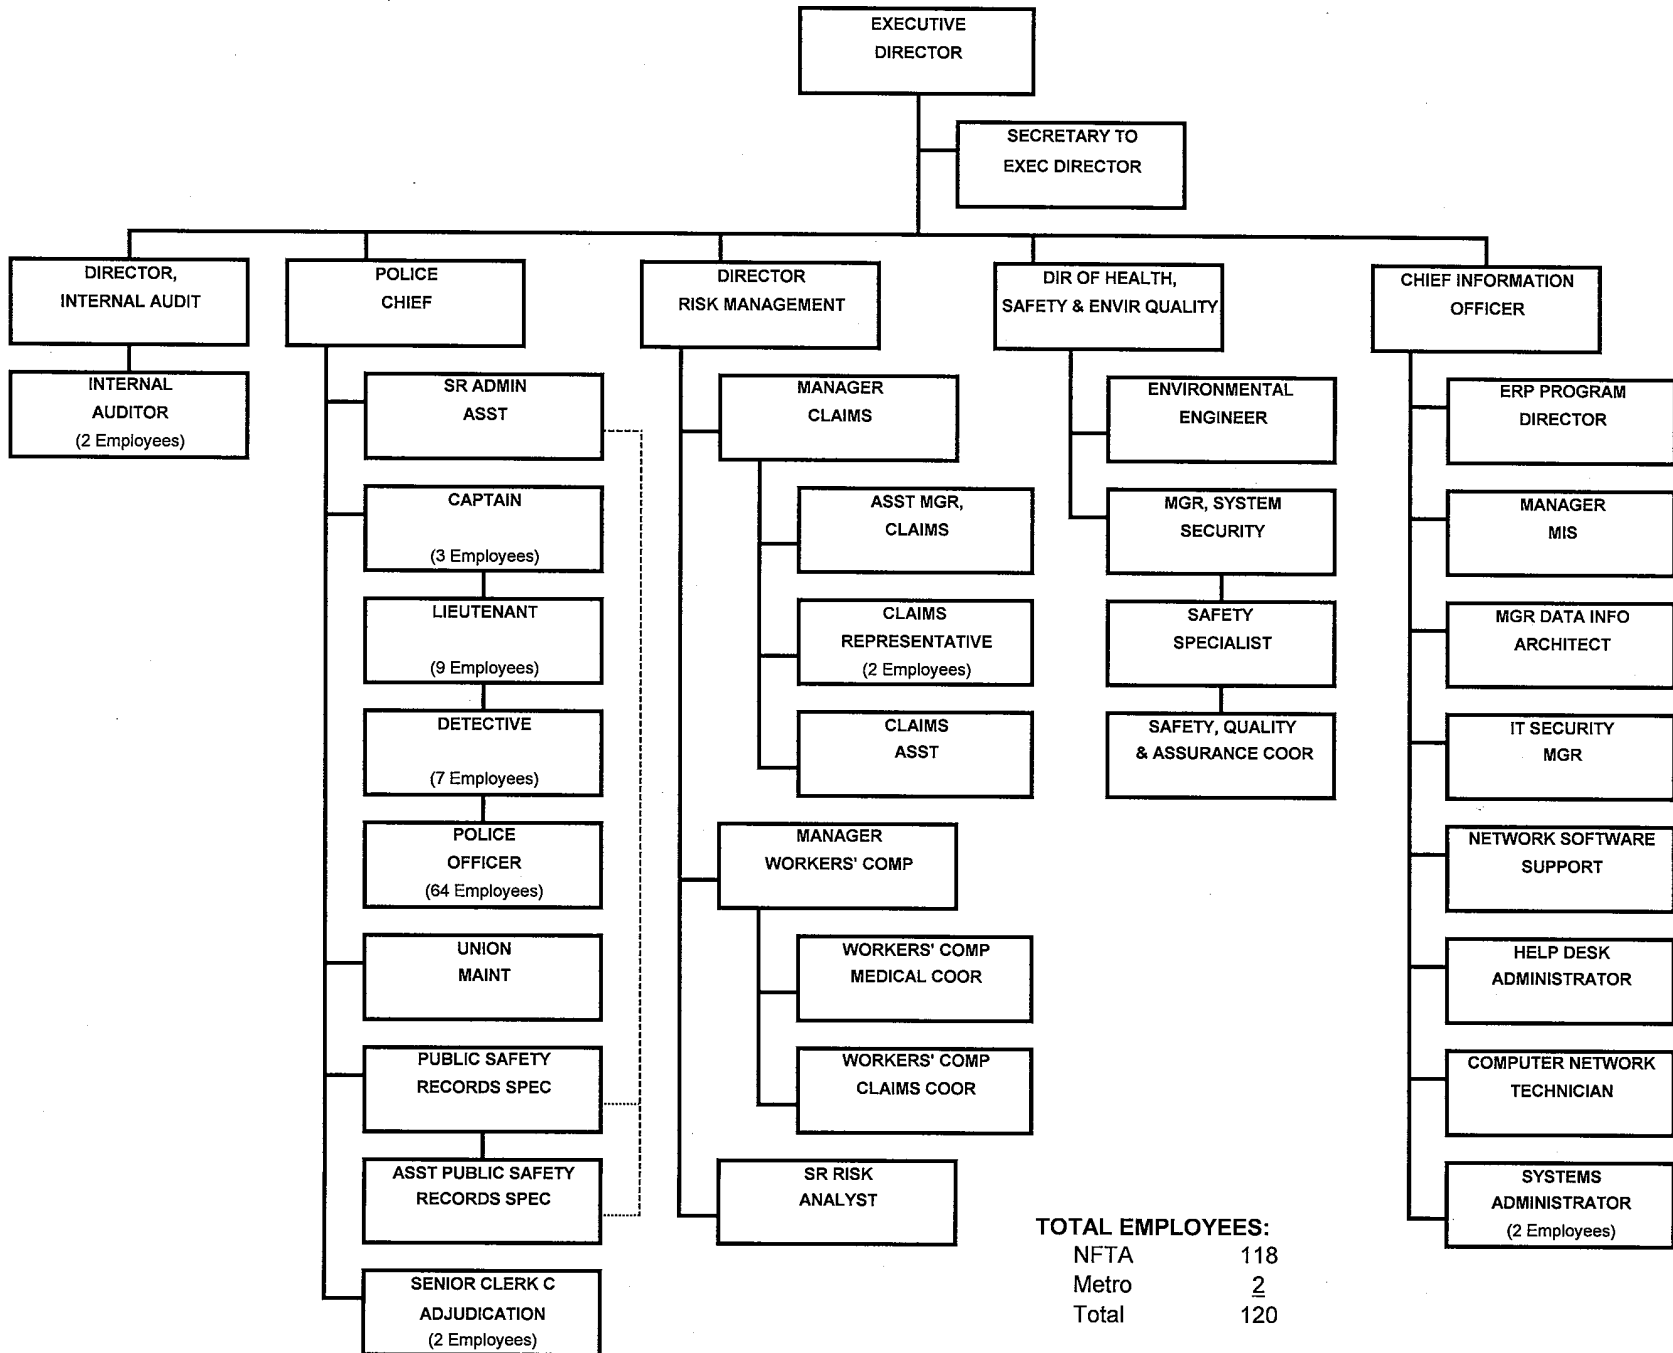 EXECUTIVE
DIRECTOR
SECRETARY TO
EXEC DIRECTOR
DIRECTOR,
INTERNAL AUDIT
INTERNAL
AUDITOR
(2 Employees)
POLICE
CHIEF
SR ADMIN
ASST
CAPTAIN
(3 Employees)
LIEUTENANT
(9 Employees)
DETECTIVE
(7 Employees)
POLICE
OFFICER
(64 Employees)
UNION
MAINT
PUBLIC SAFETY
RECORDS SPEC
ASST PUBLIC SAFETY
RECORDS SPEC
SENIOR CLERK C
ADJUDICATION
(2 Employees)
DIRECTOR
RISK MANAGEMENT
MANAGER
CLAIMS
ASST MGR,
CLAIMS
CLAIMS
REPRESENTATIVE
(2 Employees)
CLAIMS
ASST
MANAGER
WORKERS' COMP
WORKERS' COMP
MEDICAL COOR
WORKERS' COMP
CLAIMS COOR
SR RISK
ANALYST
DIR OF HEALTH,
SAFETY & ENVIR QUALITY
ENVIRONMENTAL
ENGINEER
MGR, SYSTEM
SECURITY
SAFETY
SPECIALIST
SAFETY, QUALITY
& ASSURANCE COOR
CHIEF INFORMATION
OFFICER
ERP PROGRAM
DIRECTOR
MANAGER
MIS
MGR DATA INFO
ARCHITECT
IT SECURITY
MGR
NETWORK SOFTWARE
SUPPORT
HELP DESK
ADMINISTRATOR
COMPUTER NETWORK
TECHNICIAN
SYSTEMS
ADMINISTRATOR
(2 Employees)
TOTAL EMPLOYEES:
NFTA 118
Metro 2
Total 120